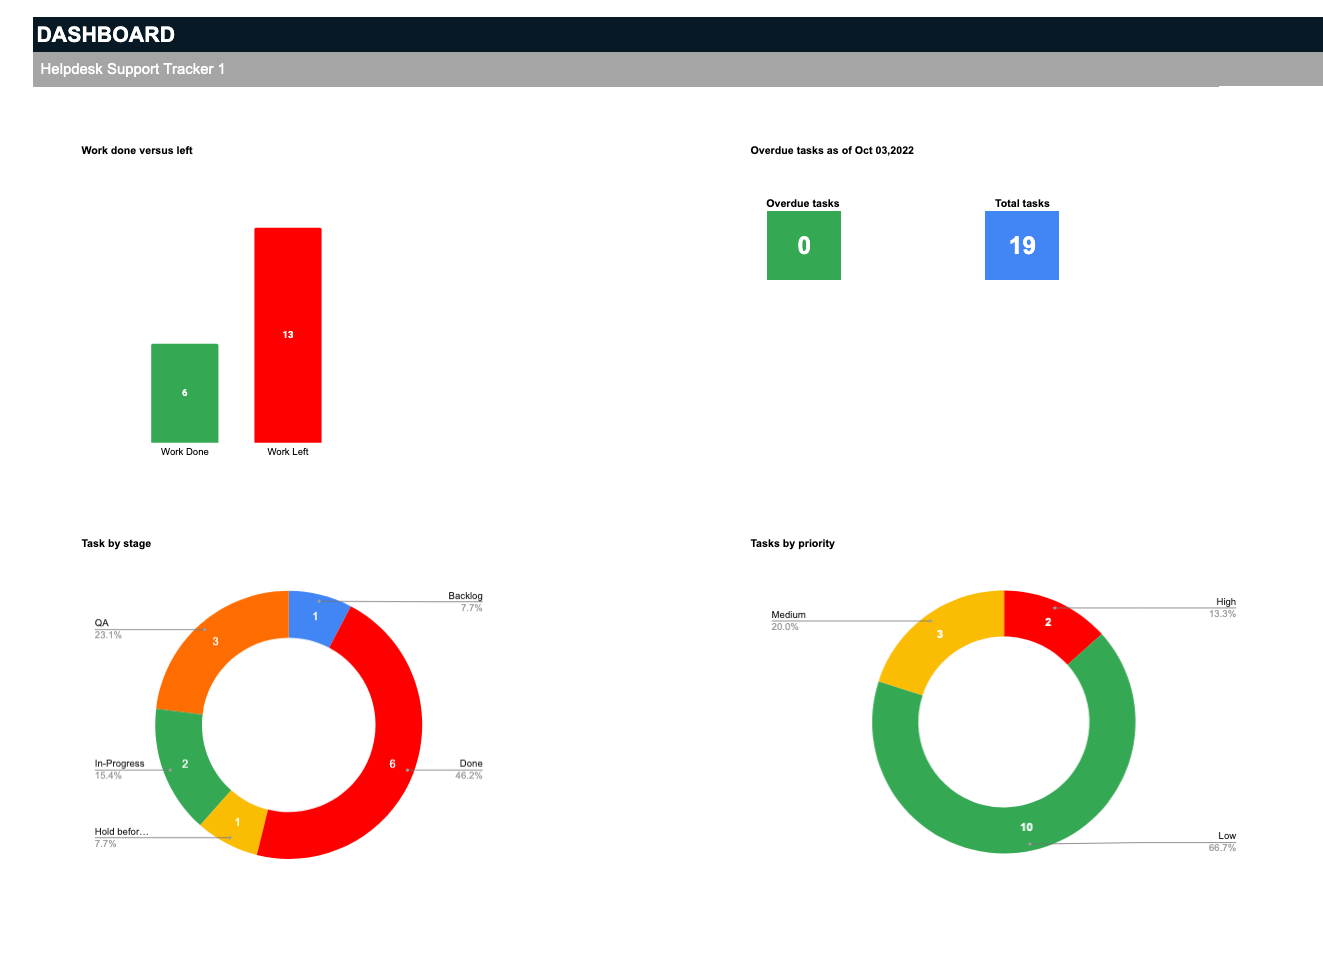 DASHBOARD
Helpdesk Support Tracker 1
Work done versus left
6
13
Work Done
Work Left
Overdue tasks as of Oct 03,2022
Overdue tasks
Total tasks
0
19
Task by stage
Backlog
7.7%
1
QA
23.1%
3
In-Progress
15.4%
2
6
Done
46.2%
Hold befor...
7.7%
1
Tasks by priority
High
13.3%
2
Medium
20.0%
3
10
Low
66.7%